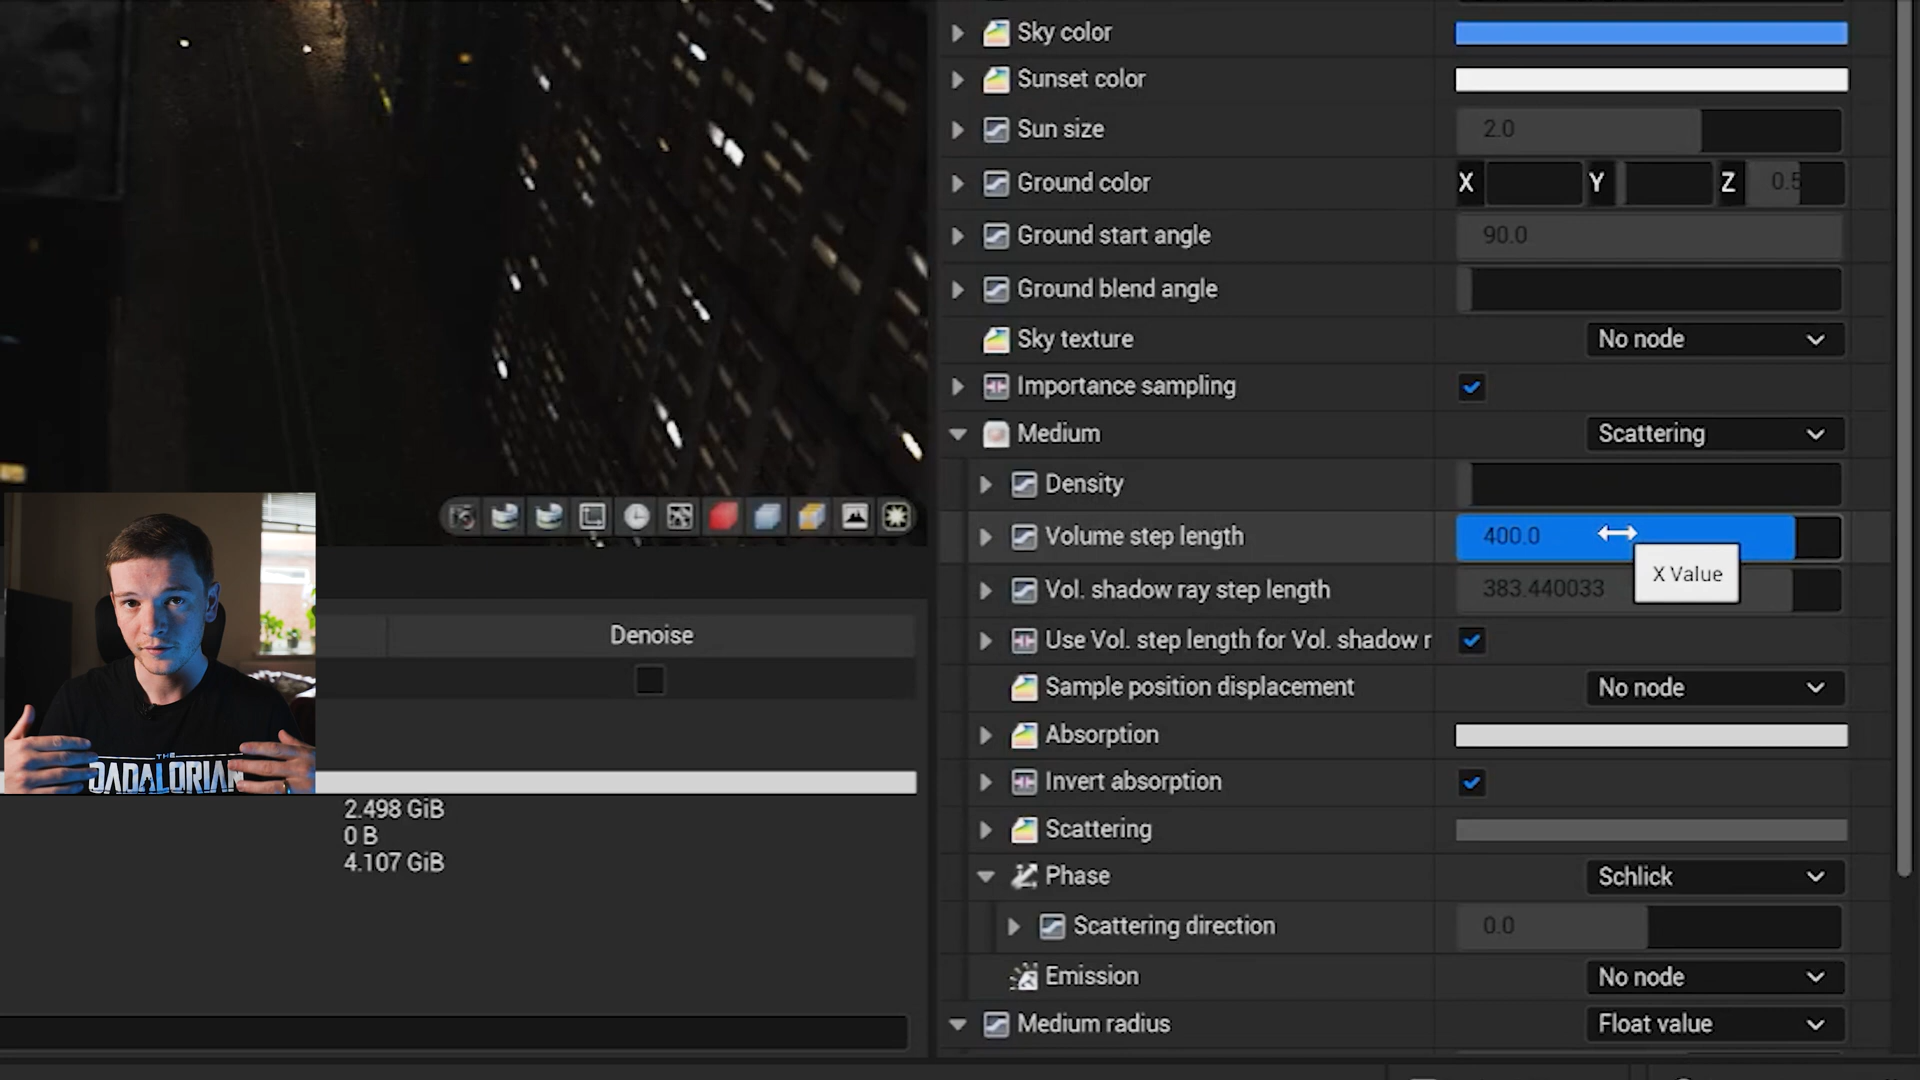 Sky color
Sunset color
Sun size 2.0
Ground color X Y Z 0.5
Ground start angle 90.0
Ground blend angle
Sky texture No node
Importance sampling
Medium Scattering
Density
Volume step length 400.0
X Value
Vol. shadow ray step length 383.440033
Use Vol. step length for Vol. shadow r
Sample position displacement No node
Absorption
Invert absorption
Scattering
Phase Schlick
Scattering direction 0.0
Emission No node
Medium radius Float value
Denoise
THE
DADALORIAN
2.498 GiB
0 B
4.107 GiB